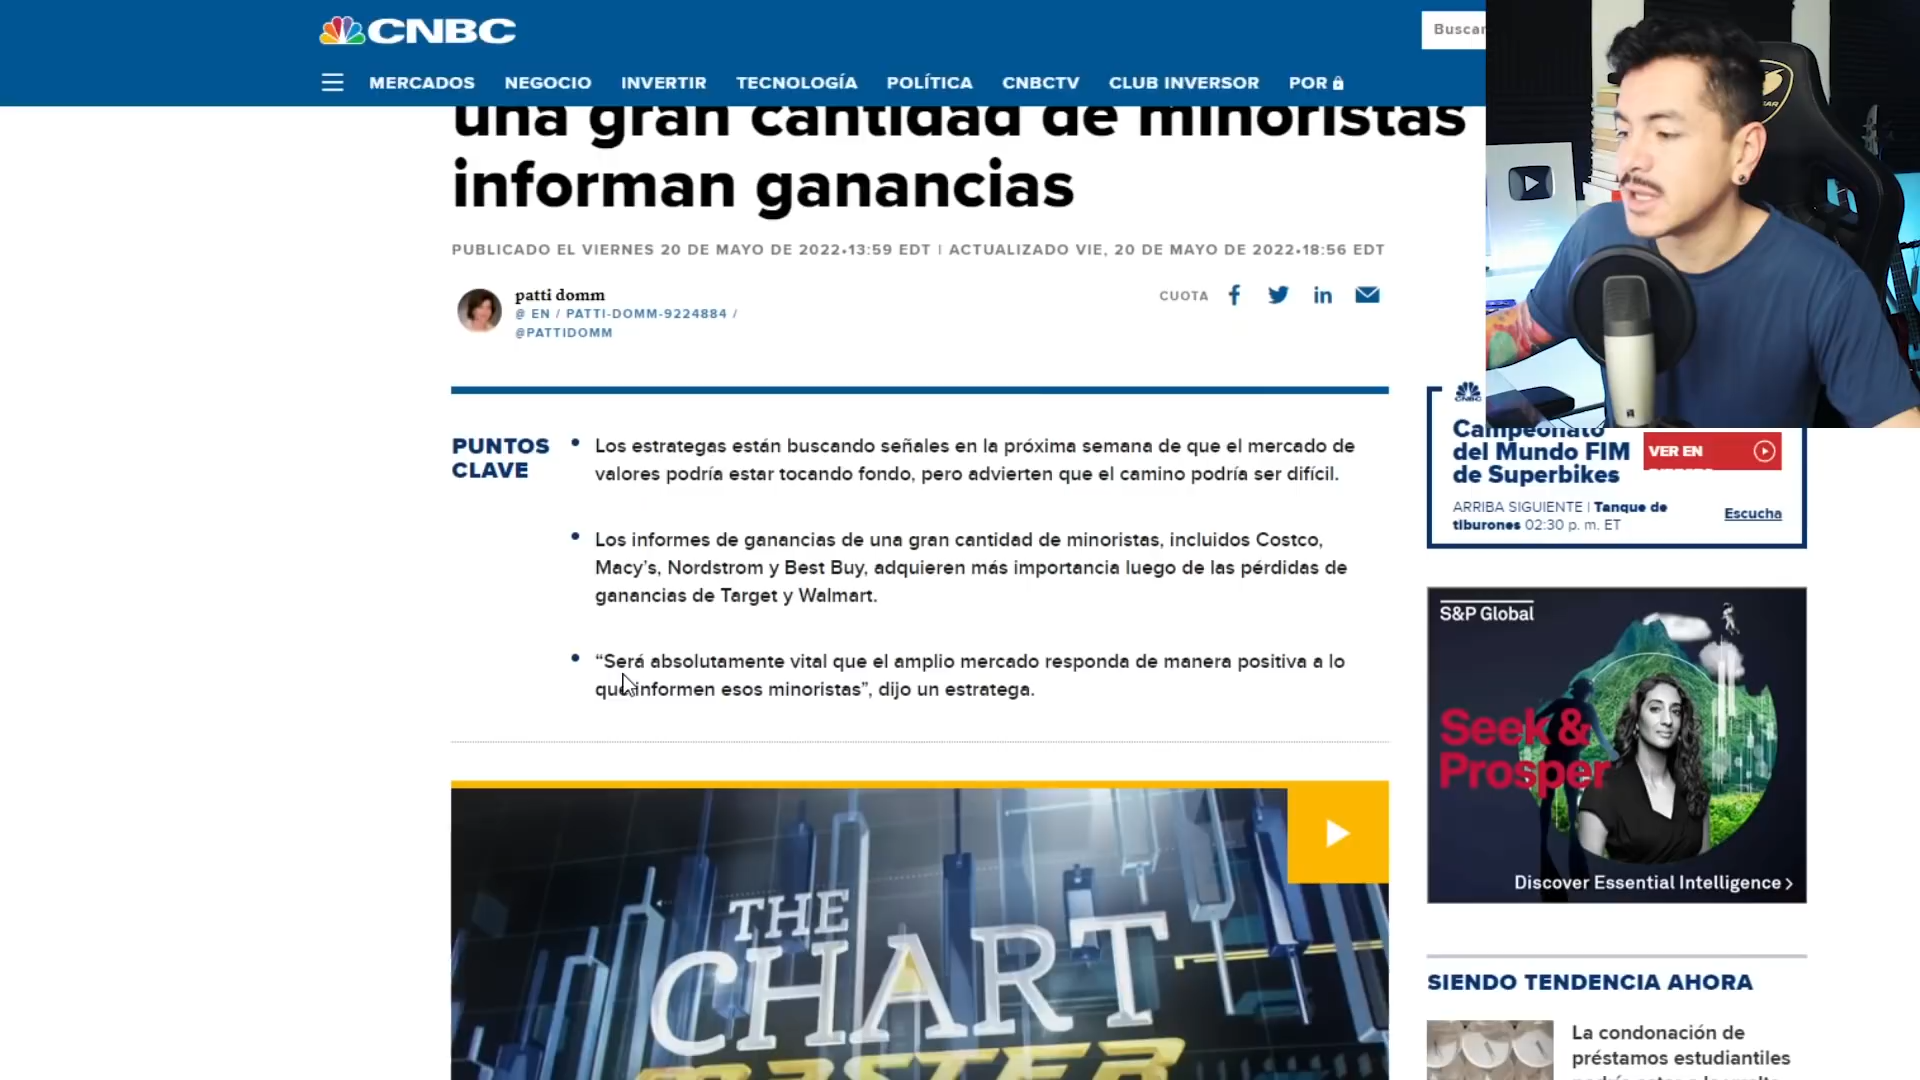 CNBC
Buscar
MERCADOS NEGOCIO INVERTIR TECNOLOGÍA POLÍTICA CNBCTV CLUB INVERSOR POR
una gran cantidad de minoristas
informan ganancias
PUBLICADO EL VIERNES 20 DE MAYO DE 2022•13:59 EDT | ACTUALIZADO VIE, 20 DE MAYO DE 2022•18:56 EDT
patti domm
@ EN / PATTI-DOMM-9224884 /
@PATTIDOMM
CUOTA
PUNTOS
CLAVE
Los estrategas están buscando señales en la próxima semana de que el mercado de
valores podría estar tocando fondo, pero advierten que el camino podría ser difícil.
Los informes de ganancias de una gran cantidad de minoristas, incluidos Costco,
Macy's, Nordstrom y Best Buy, adquieren más importancia luego de las pérdidas de
ganancias de Target y Walmart.
“Será absolutamente vital que el amplio mercado responda de manera positiva a lo
que informen esos minoristas”, dijo un estratega.
THE
CHART
MASTER
CNBC
Campeonato
del Mundo FIM
de Superbikes
VER EN
ARRIBA SIGUIENTE | Tanque de
tiburones 02:30 p. m. ET
Escucha
S&P Global
Seek &
Prosper
Discover Essential Intelligence >
SIENDO TENDENCIA AHORA
La condonación de
préstamos estudiantiles